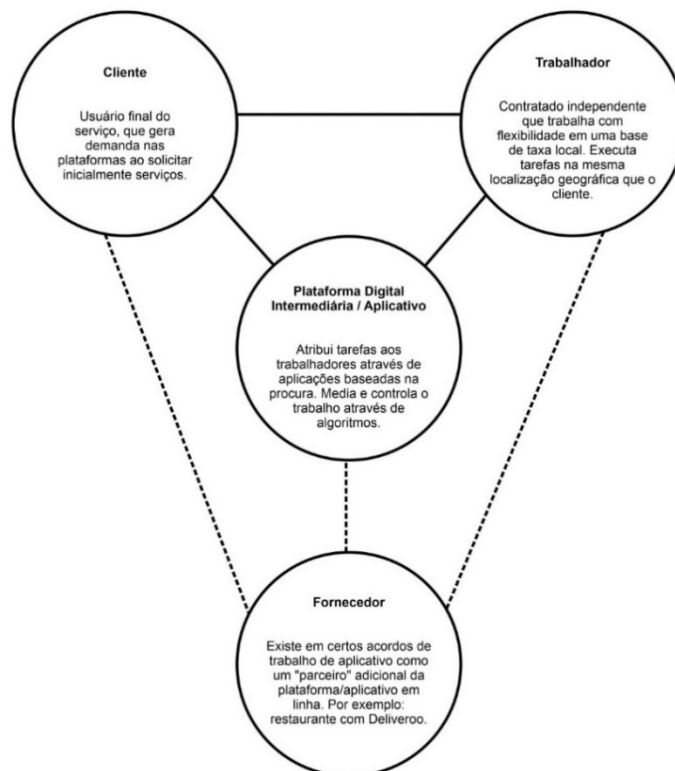 Cliente
Usuário final do
serviço, que gera
demanda nas
plataformas ao solicitar
inicialmente serviços.
Trabalhador
Contratado independente
que trabalha com
flexibilidade em uma base
de taxa local. Executa
tarefas na mesma
localização geográfica que o
cliente.
Plataforma Digital
Intermediária / Aplicativo
Atribui tarefas aos
trabalhadores através de
aplicações baseadas na
procura. Media e controla o
trabalho através de
algoritmos.
Fornecedor
Existe em certos acordos de
trabalho de aplicativo como
um "parceiro" adicional da
plataforma/aplicativo em
linha. Por exemplo:
restaurante com Deliveroo.